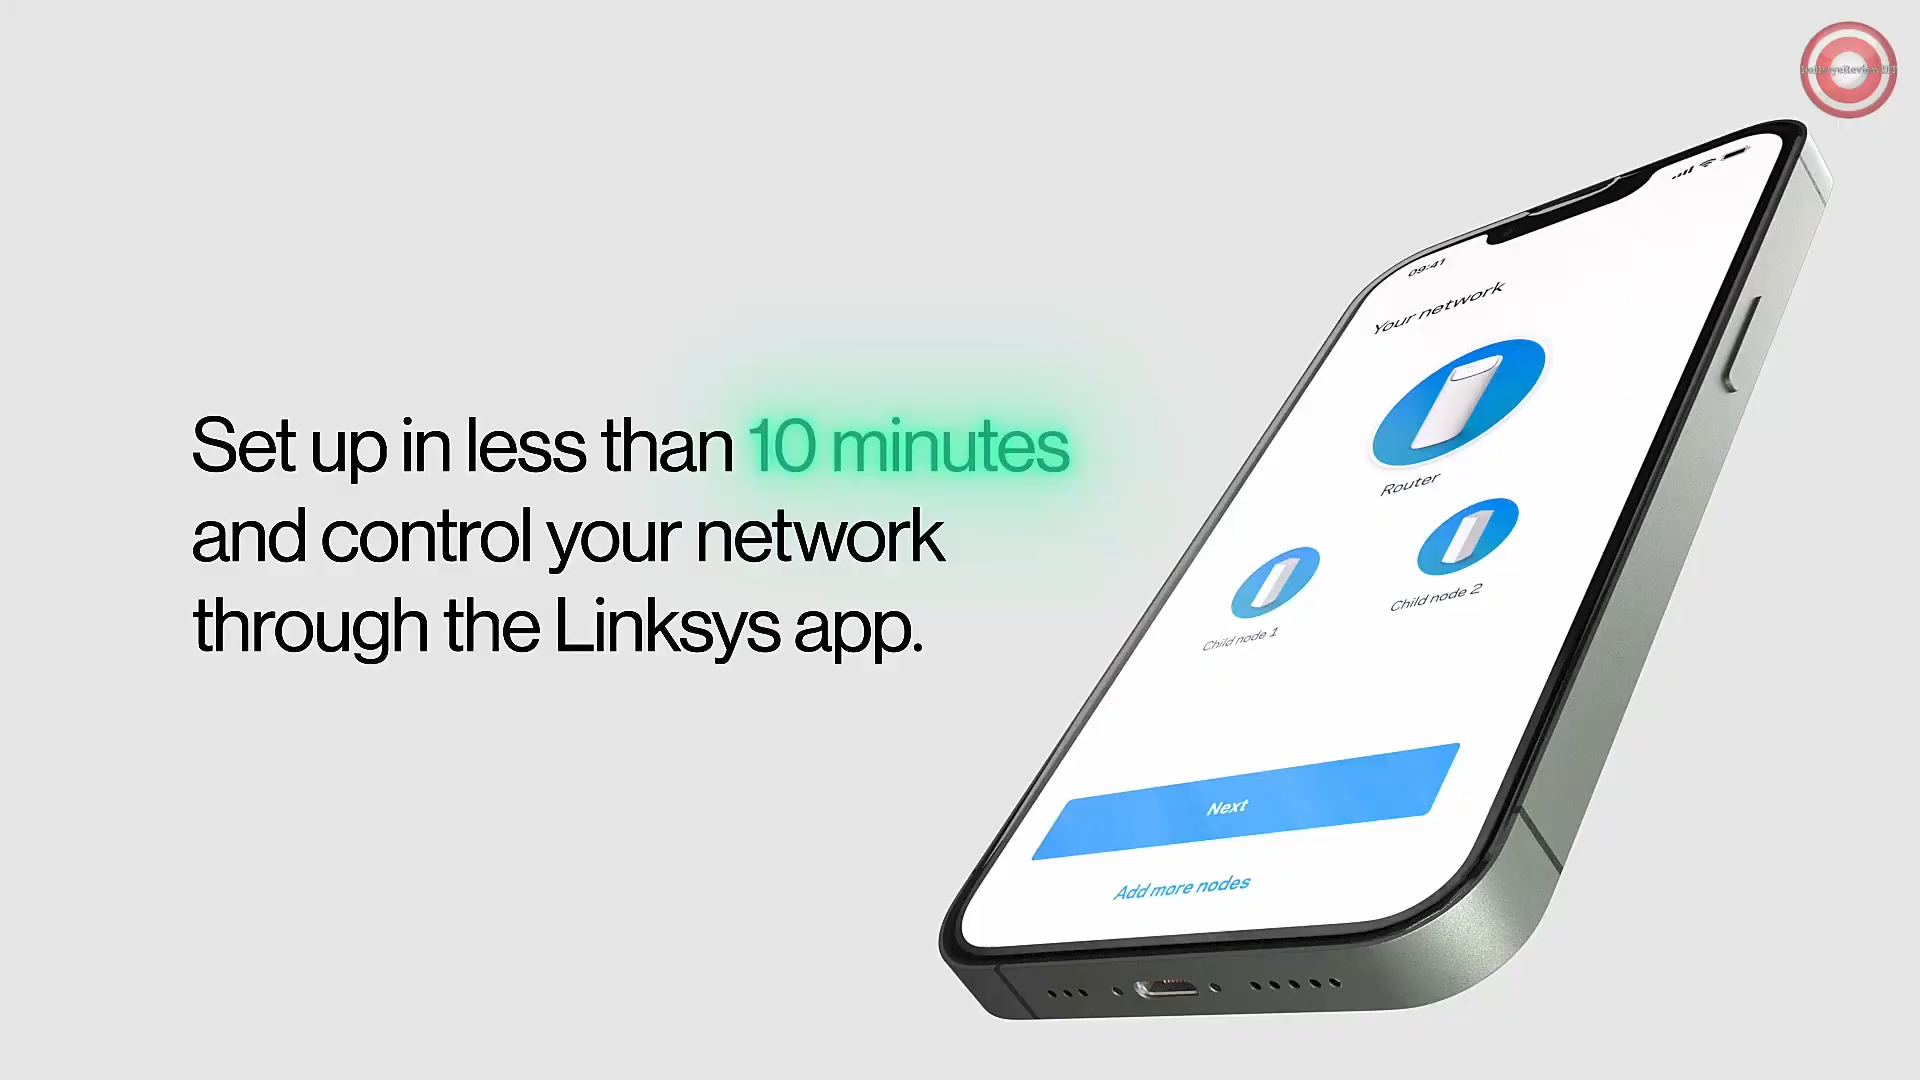 Set up in less than 10 minutes
and control your network
through the Linksys app.
09:41
Your network
Router
Child node 1
Child node 2
Next
Add more nodes